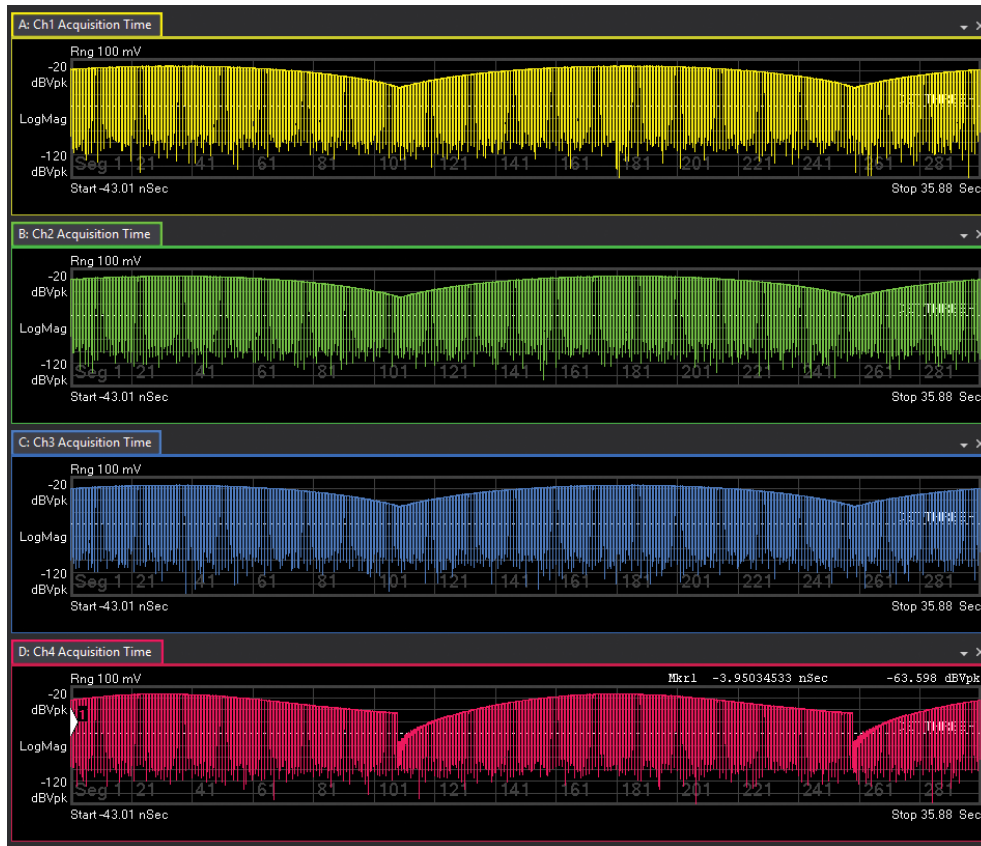 A: Ch1 Acquisition Time
Rng 100 mV
-20
dBVpk
LogMag
-120
dBVpk
Seg 1 21 41 61 81 101 121 141 161 181 201 221 241 261 281
Start-43.01 nSec
Stop 35.88 Sec
B: Ch2 Acquisition Time
Rng 100 mV
-20
dBVpk
LogMag
-120
dBVpk
Seg 1 21 41 61 81 101 121 141 161 181 201 221 241 261 281
Start-43.01 nSec
Stop 35.88 Sec
C: Ch3 Acquisition Time
Rng 100 mV
-20
dBVpk
LogMag
-120
dBVpk
Seg 1 21 41 61 81 101 121 141 161 181 201 221 241 261 281
Start-43.01 nSec
Stop 35.88 Sec
D: Ch4 Acquisition Time
Rng 100 mV
Mkr1 -3.95034533 nSec -63.598 dBVpk
-20
dBVpk
1
LogMag
-120
dBVpk
Seg 1 21 41 61 81 101 121 141 161 181 201 221 241 261 281
Start-43.01 nSec
Stop 35.88 Sec